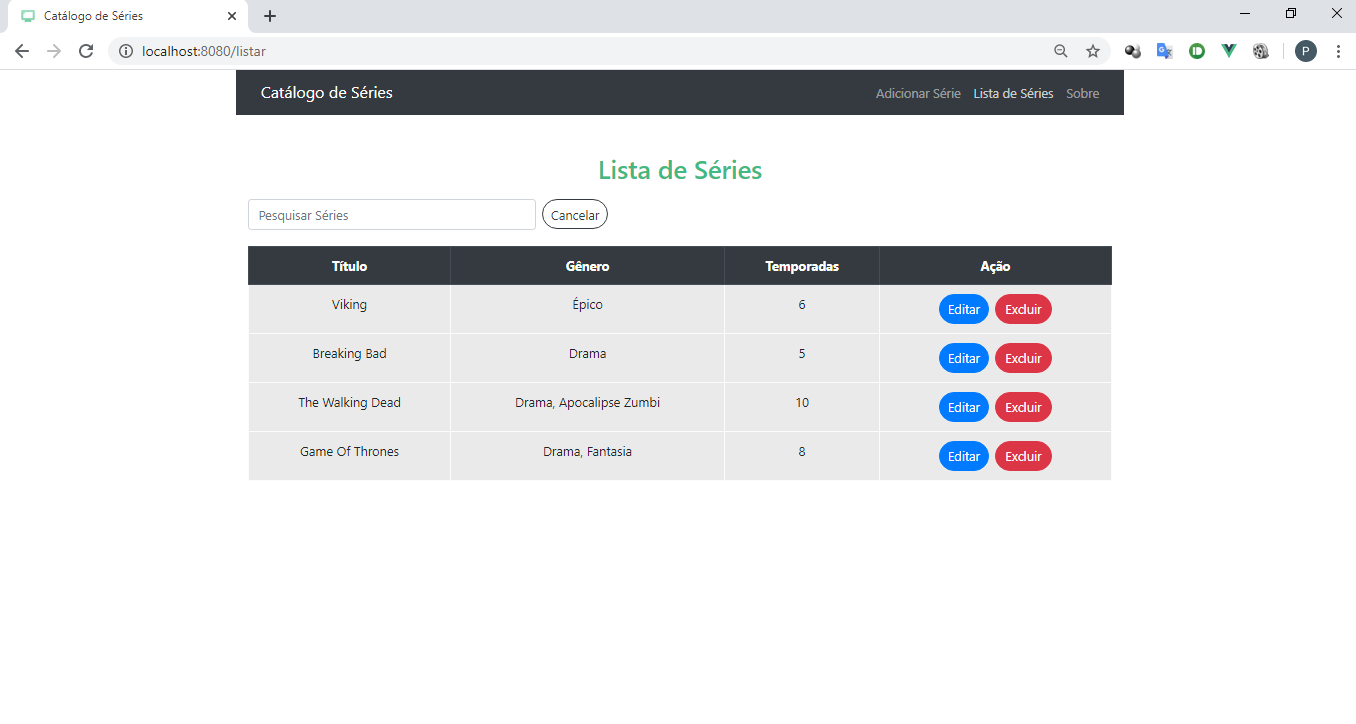 Catálogo de Séries
localhost:8080/listar
P
Catálogo de Séries Adicionar Série Lista de Séries Sobre
Lista de Séries
Pesquisar Séries Cancelar
Título Gênero Temporadas Ação
Viking Épico 6 Editar Excluir
Breaking Bad Drama 5 Editar Excluir
The Walking Dead Drama, Apocalipse Zumbi 10 Editar Excluir
Game Of Thrones Drama, Fantasia 8 Editar Excluir